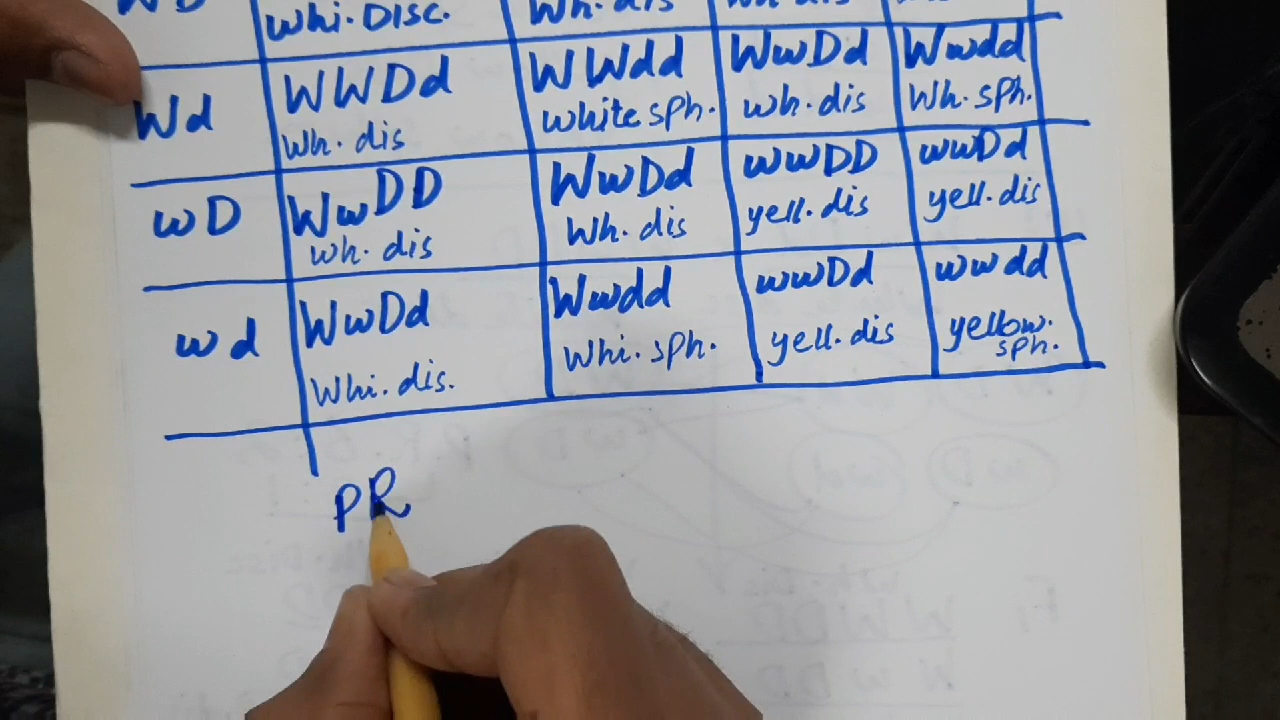 Whi. DISC. Wh. dis
Wd WWDd WWdd WwDd Wwdd
Wh. dis white sph. wh. dis Wh. sph.
wD WwDD WwDd wwDD wwDd
wh. dis Wh. dis yell. dis yell. dis
wd WwDd Wwdd wwDd wwdd
Whi. dis. Whi. sph. yell. dis yellow.
sph.
PR